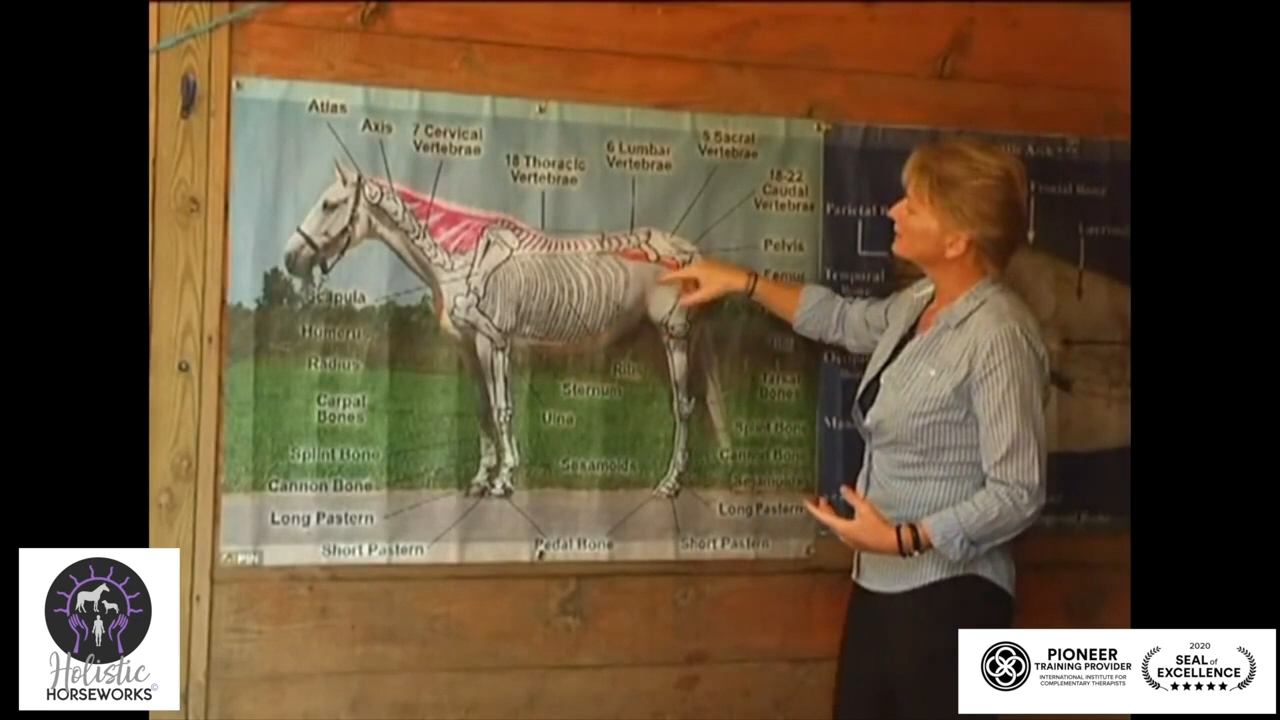 Atlas
Axis
7 Cervical
Vertebrae
18 Thoracic
Vertebrae
6 Lumbar
Vertebrae
5 Sacral
Vertebrae
18-22
Caudal
Vertebrae
Pelvis
Femur
Scapula
Humerus
Radius
Carpal
Bones
Splint Bone
Cannon Bone
Long Pastern
Short Pastern
Ribs
Sternum
Ulna
Sesamoids
Pedal Bone
Tarsal
Bones
Splint Bone
Cannon Bone
Sesamoids
Long Pastern
Short Pastern
Frontal Bone
Parietal
Temporal
Holistic
HORSEWORKS©
PIONEER
TRAINING PROVIDER
INTERNATIONAL INSTITUTE FOR
COMPLEMENTARY THERAPISTS
2020
SEAL of
EXCELLENCE